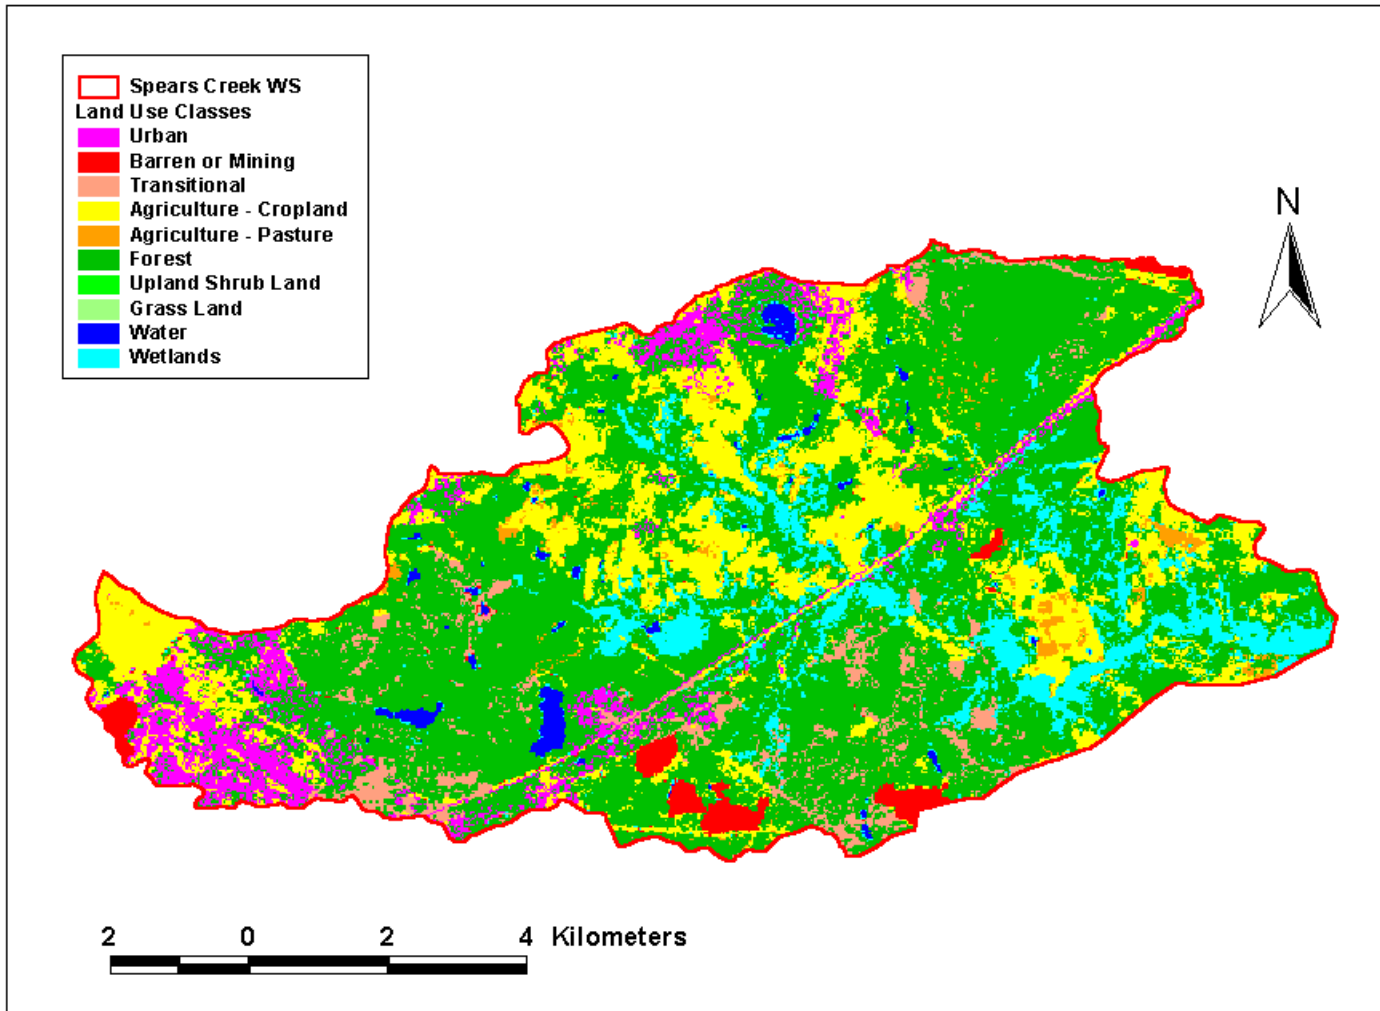 Spears Creek WS
Land Use Classes
Urban
Barren or Mining
Transitional
Agriculture - Cropland
Agriculture - Pasture
Forest
Upland Shrub Land
Grass Land
Water
Wetlands
N
2 0 2 4 Kilometers